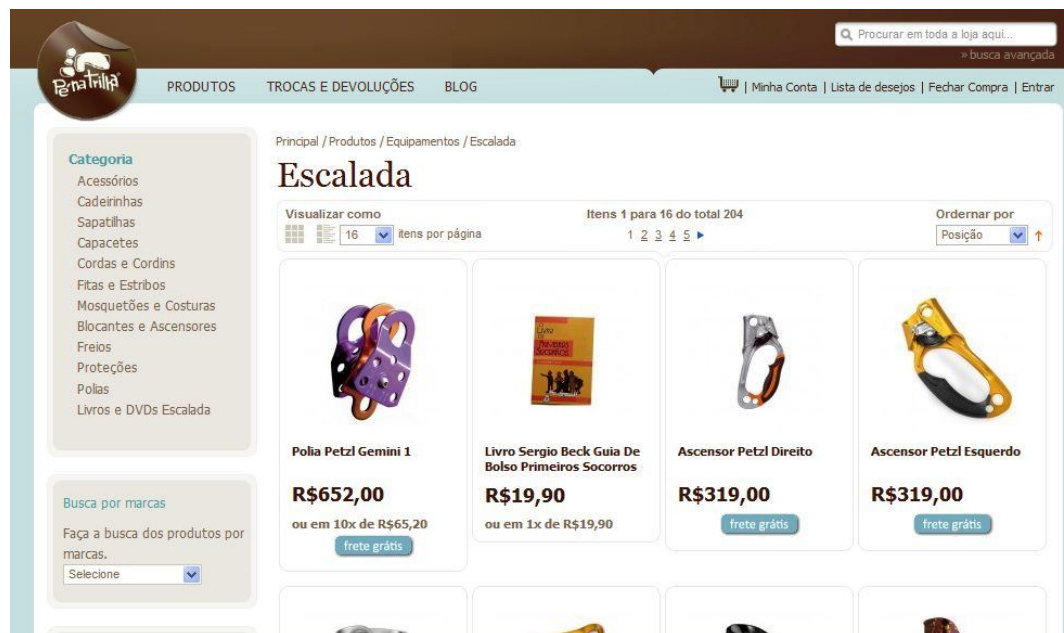 Procurar em toda a loja aqui...
» busca avançada
PénaTrilha
PRODUTOS TROCAS E DEVOLUÇÕES BLOG
| Minha Conta | Lista de desejos | Fechar Compra | Entrar
Categoria
Acessórios
Cadeirinhas
Sapatilhas
Capacetes
Cordas e Cordins
Fitas e Estribos
Mosquetões e Costuras
Blocantes e Ascensores
Freios
Proteções
Polias
Livros e DVDs Escalada
Busca por marcas
Faça a busca dos produtos por
marcas.
Selecione
Principal / Produtos / Equipamentos / Escalada
Escalada
Visualizar como
16 itens por página
Itens 1 para 16 do total 204
1 2 3 4 5
Ordernar por
Posição
Polia Petzl Gemini 1
R$652,00
ou em 10x de R$65,20
frete grátis
LIVRO
PRIMEIROS
SOCORROS
Livro Sergio Beck Guia De
Bolso Primeiros Socorros
R$19,90
ou em 1x de R$19,90
Ascensor Petzl Direito
R$319,00
frete grátis
Ascensor Petzl Esquerdo
R$319,00
frete grátis